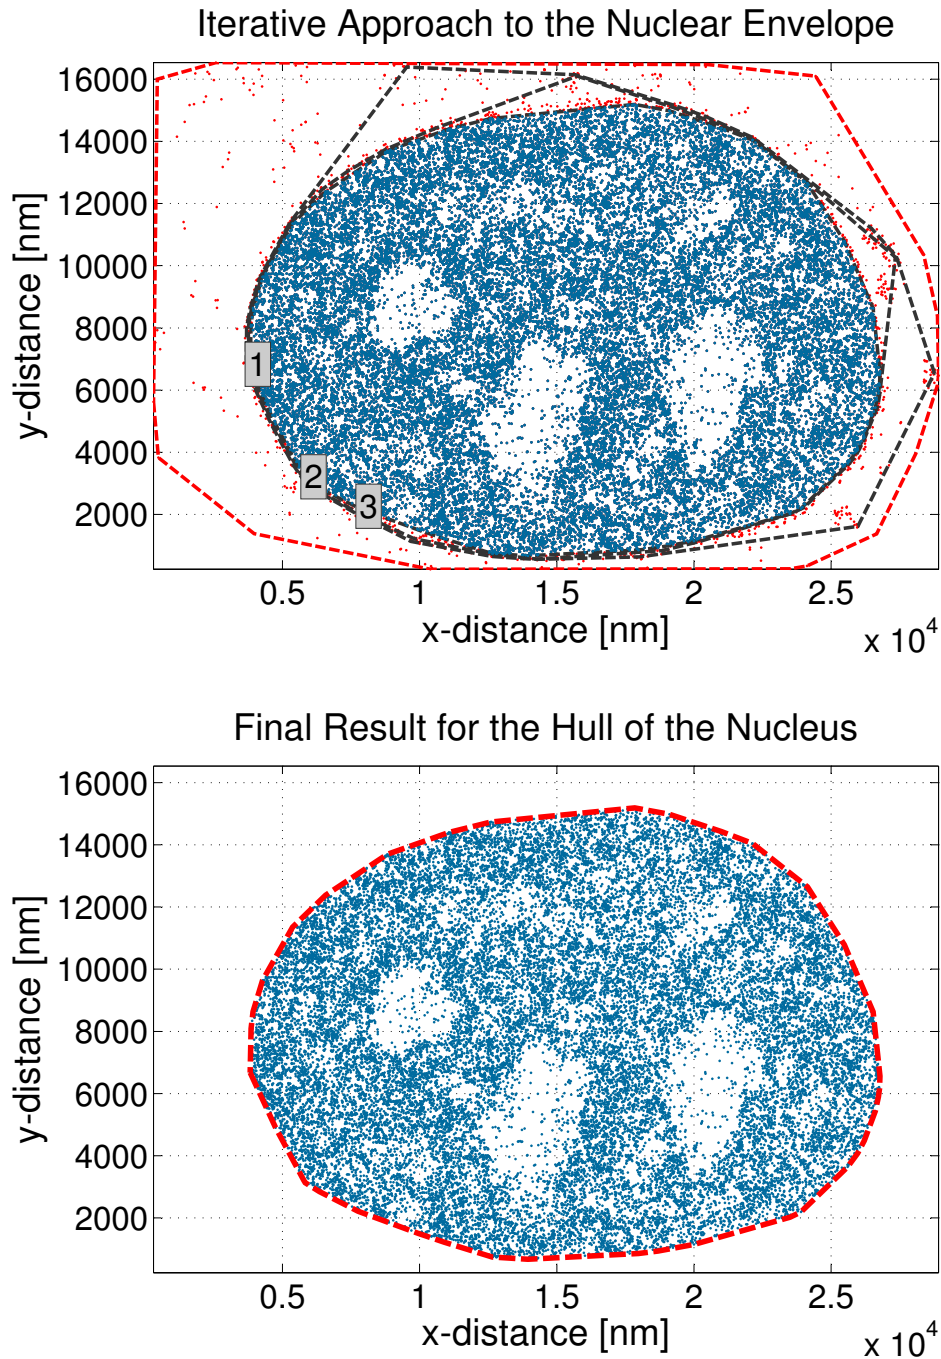 Iterative Approach to the Nuclear Envelope
16000
14000
12000
10000
8000
6000
4000
2000
y-distance [nm]
1
2
3
0.5 1 1.5 2 2.5
x-distance [nm]
x 10^4
Final Result for the Hull of the Nucleus
16000
14000
12000
10000
8000
6000
4000
2000
y-distance [nm]
0.5 1 1.5 2 2.5
x-distance [nm]
x 10^4